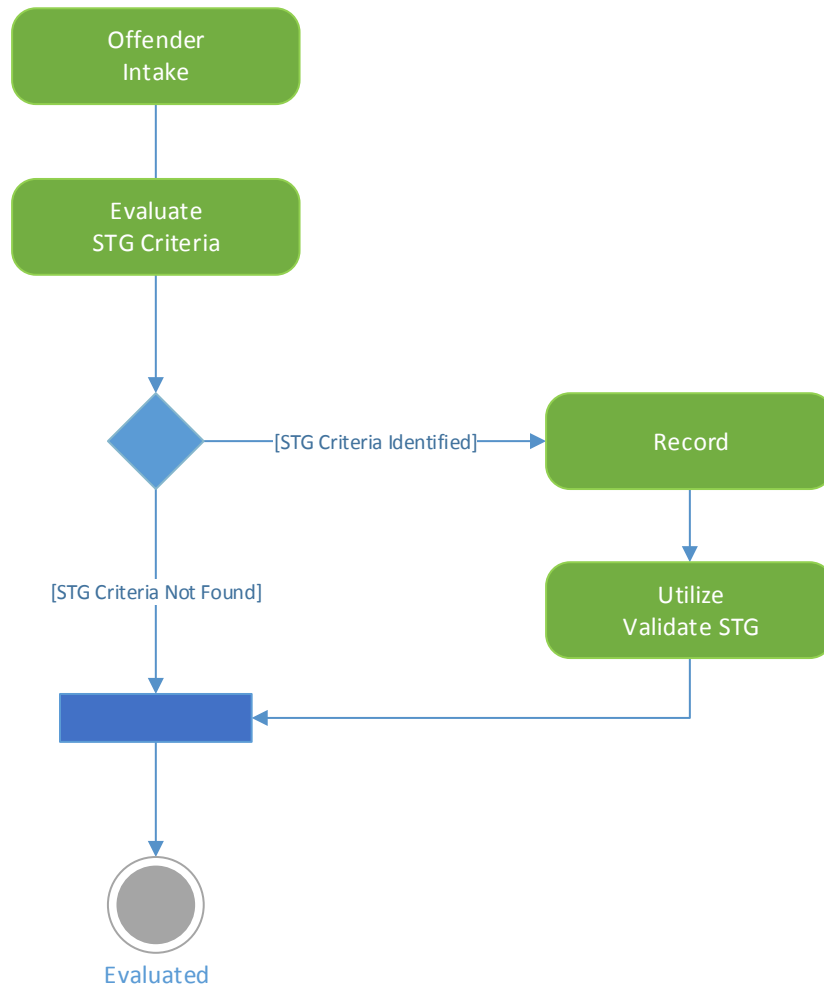 Offender
Intake
Evaluate
STG Criteria
[STG Criteria Identified]
Record
[STG Criteria Not Found]
Utilize
Validate STG
Evaluated